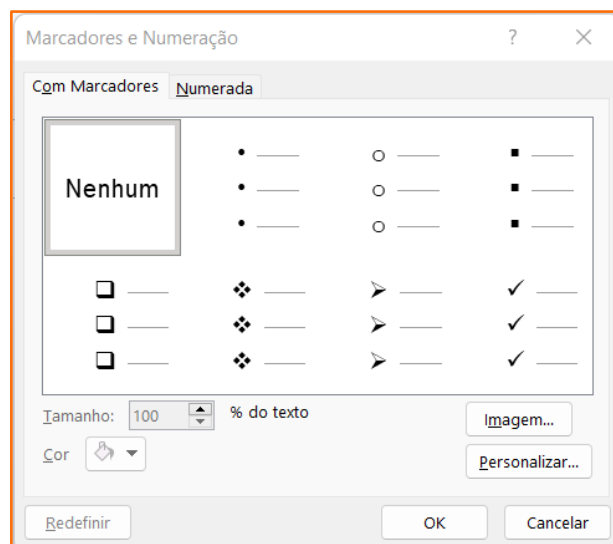 Marcadores e Numeração ?
Com Marcadores Numerada
Nenhum
Tamanho: 100 % do texto Imagem...
Cor Personalizar...
Redefinir OK Cancelar